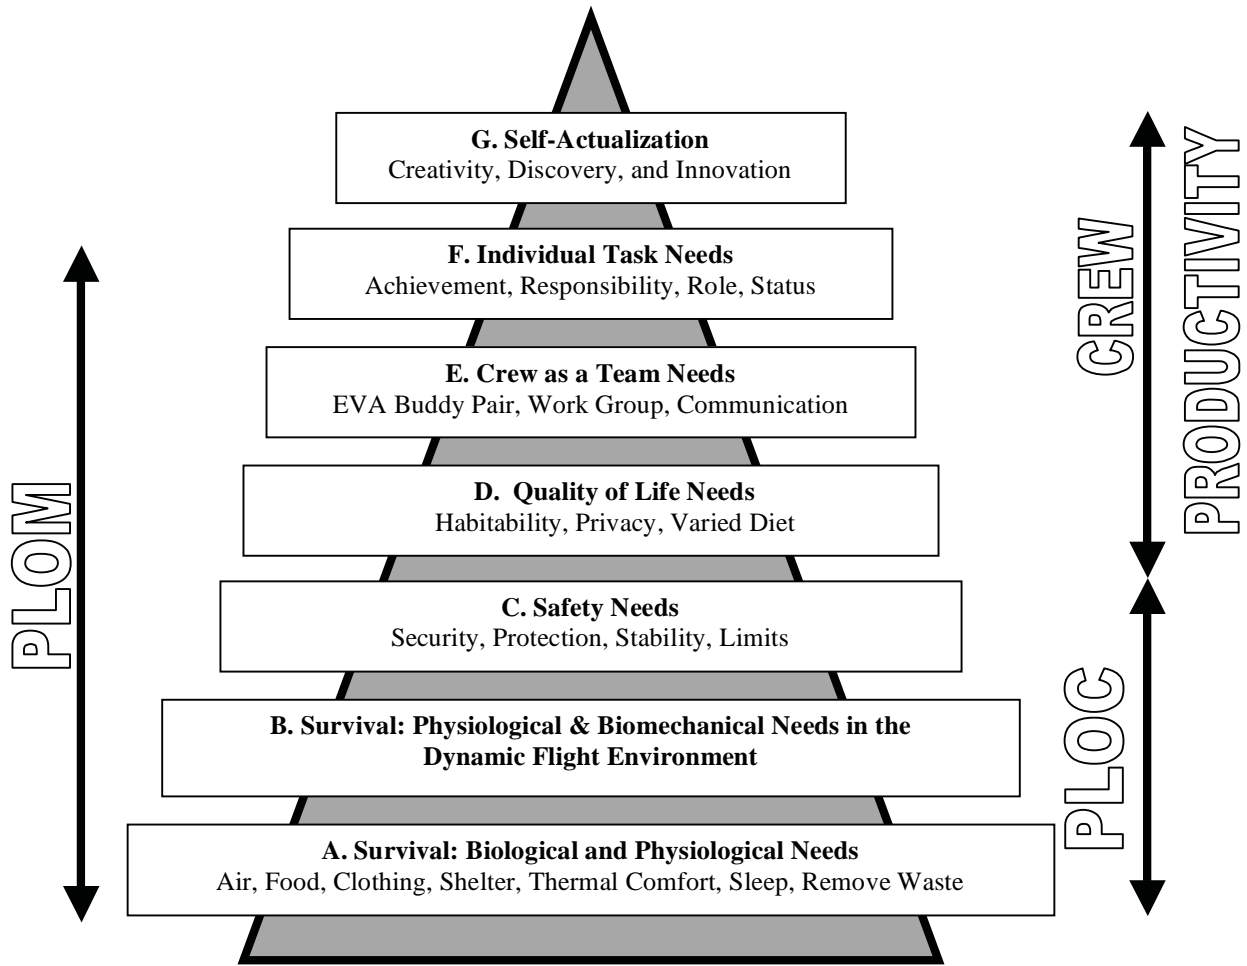 G. Self-Actualization
Creativity, Discovery, and Innovation
F. Individual Task Needs
Achievement, Responsibility, Role, Status
E. Crew as a Team Needs
EVA Buddy Pair, Work Group, Communication
D.  Quality of Life Needs
Habitability, Privacy, Varied Diet
C. Safety Needs
Security, Protection, Stability, Limits
B. Survival: Physiological & Biomechanical Needs in the
Dynamic Flight Environment
A. Survival: Biological and Physiological Needs
Air, Food, Clothing, Shelter, Thermal Comfort, Sleep, Remove Waste
PLOM
CREW
PRODUCTIVITY
PLOC